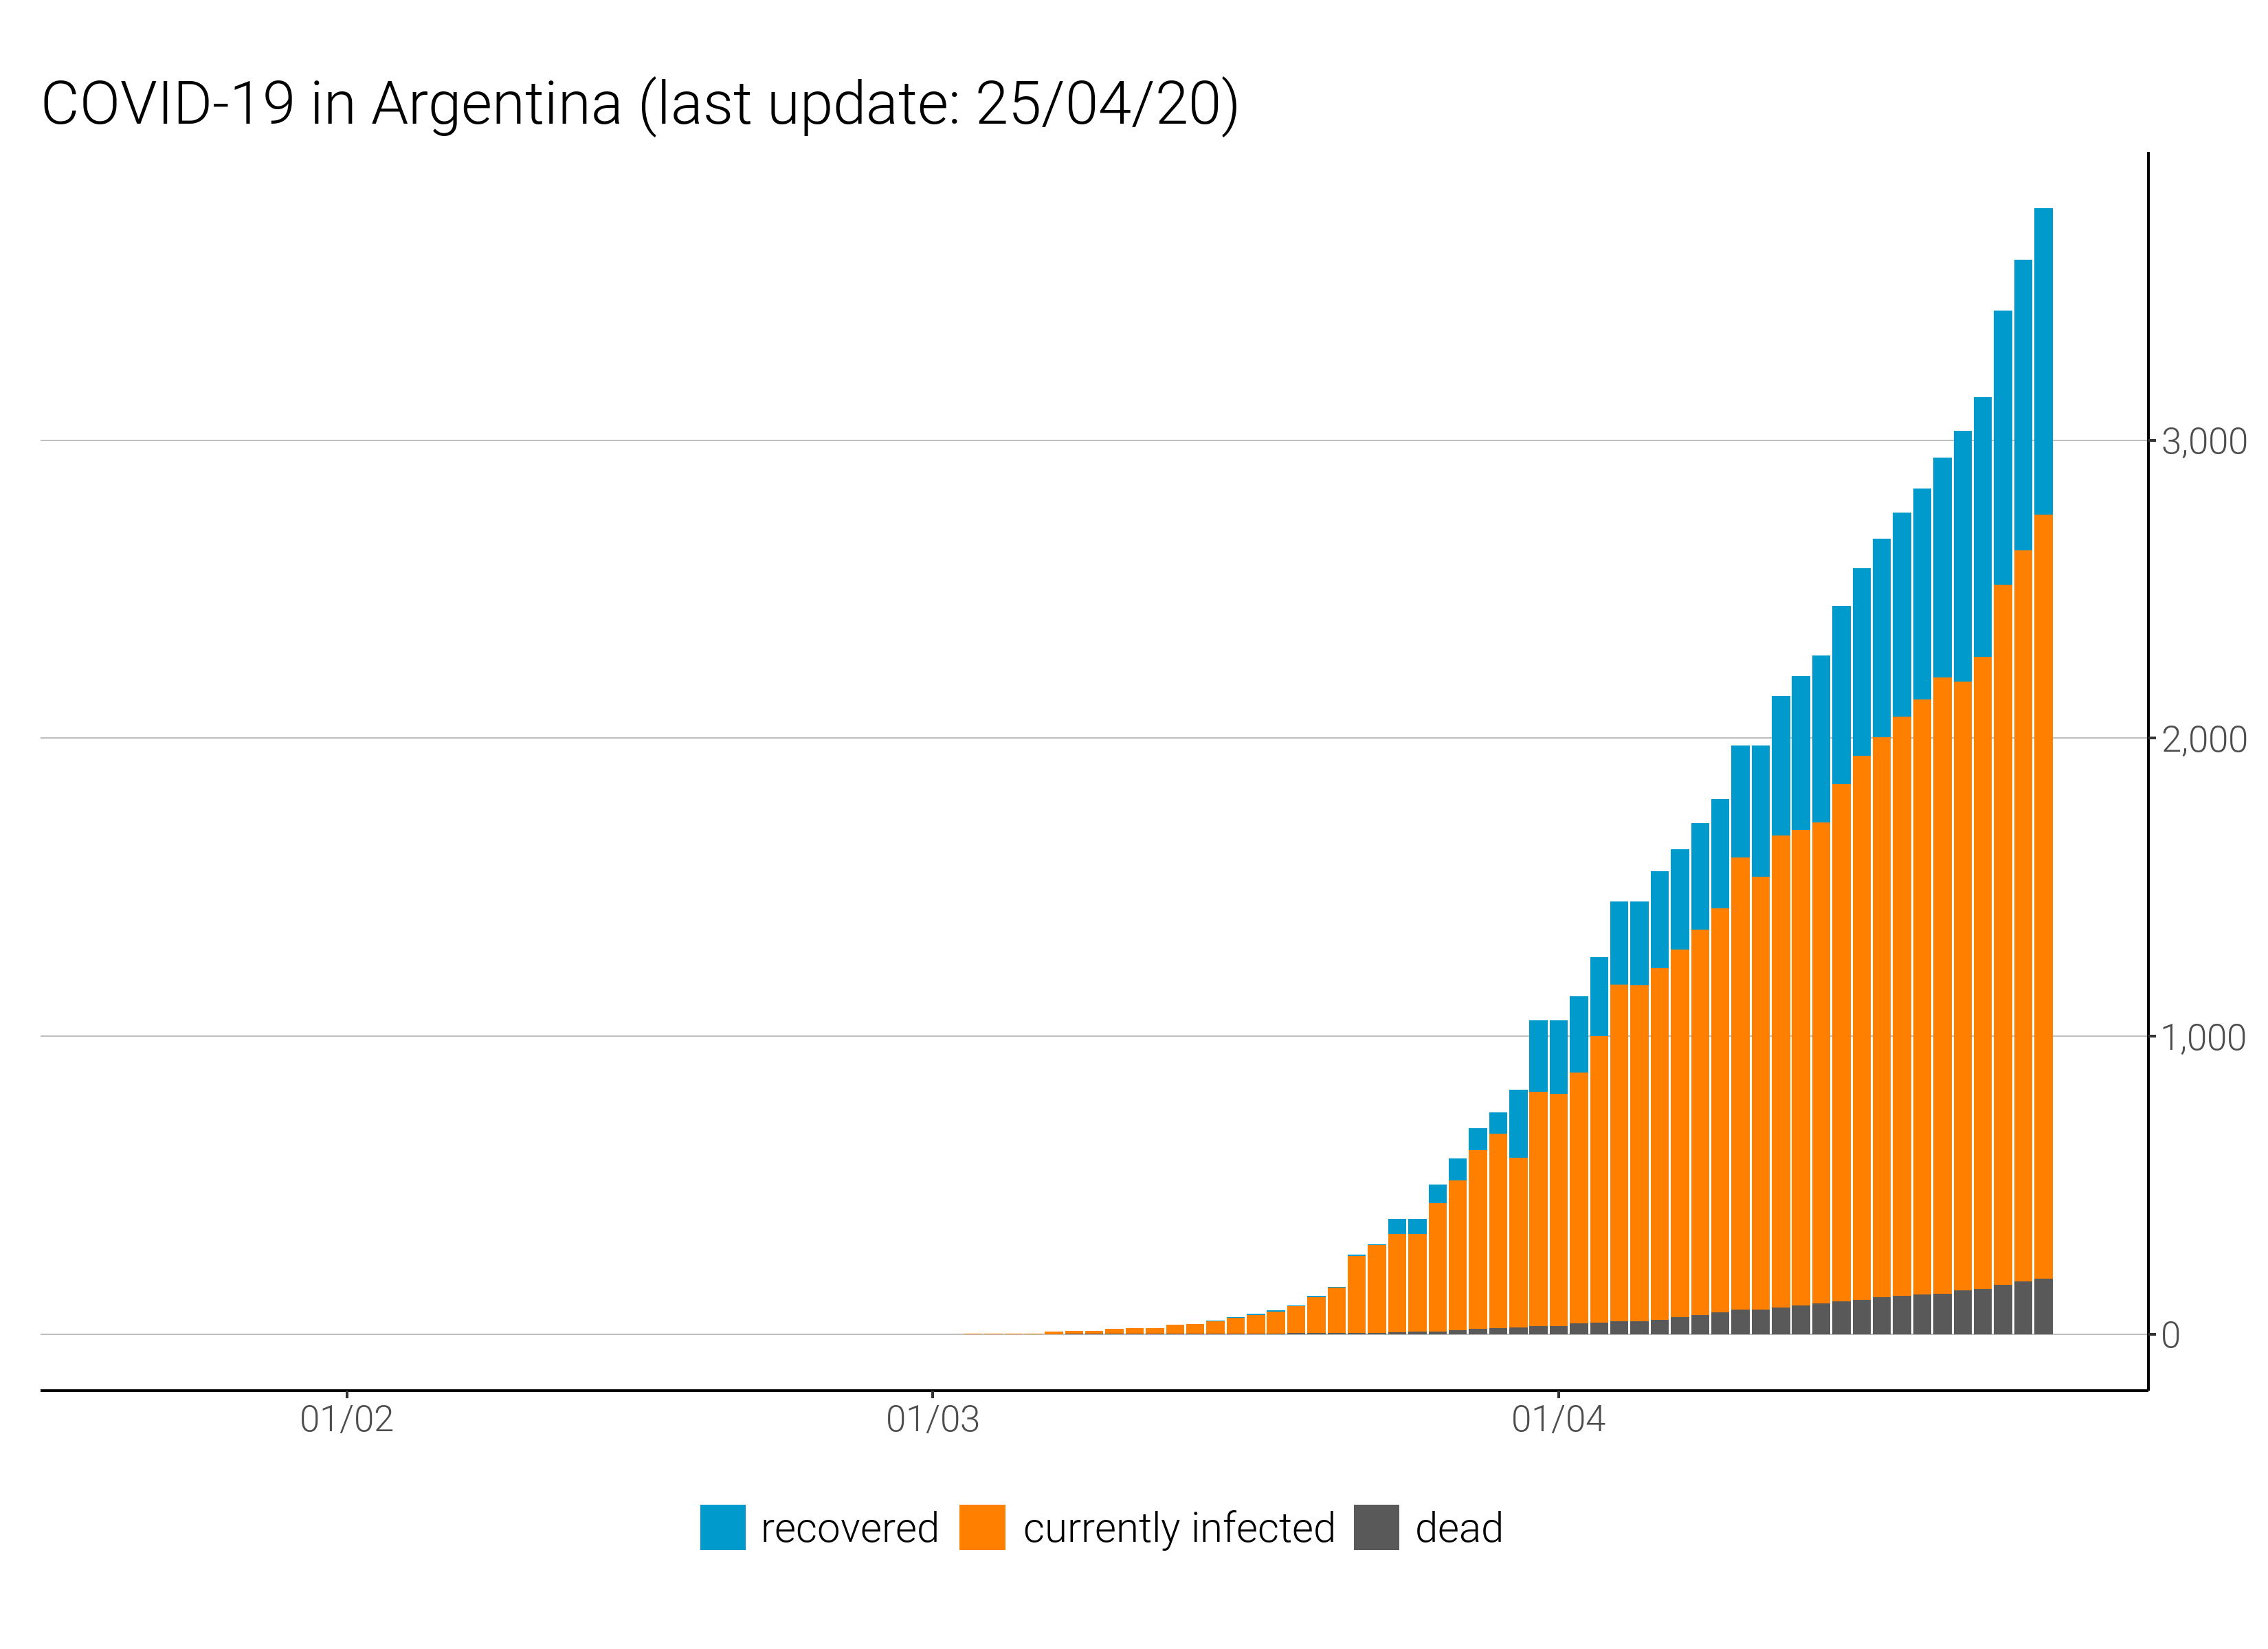 COVID-19 in Argentina (last update: 25/04/20)
3,000
2,000
1,000
0
01/02 01/03 01/04
recovered currently infected dead